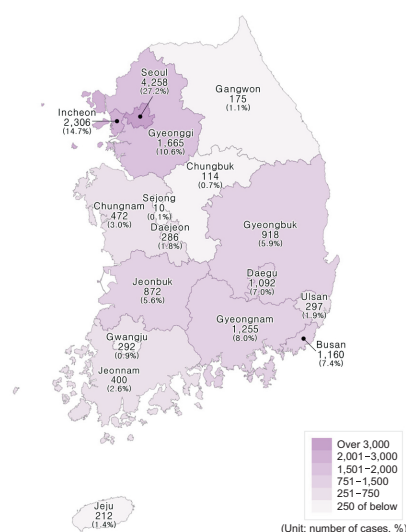 Seoul
4,258
(27.2%)
Gangwon
175
(1.1%)
Incheon
2,306
(14.7%)
Gyeonggi
1,665
(10.6%)
Chungbuk
114
(0.7%)
Sejong
10
(0.1%)
Chungnam
472
(3.0%)
Daejeon
286
(1.8%)
Gyeongbuk
918
(5.9%)
Daegu
1,092
(7.0%)
Jeonbuk
872
(5.6%)
Ulsan
297
(1.9%)
Gyeongnam
1,255
(8.0%)
Gwangju
292
(0.9%)
Busan
1,160
(7.4%)
Jeonnam
400
(2.6%)
Jeju
212
(1.4%)
Over 3,000
2,001–3,000
1,501–2,000
751–1,500
251–750
250 of below
(Unit: number of cases, %)